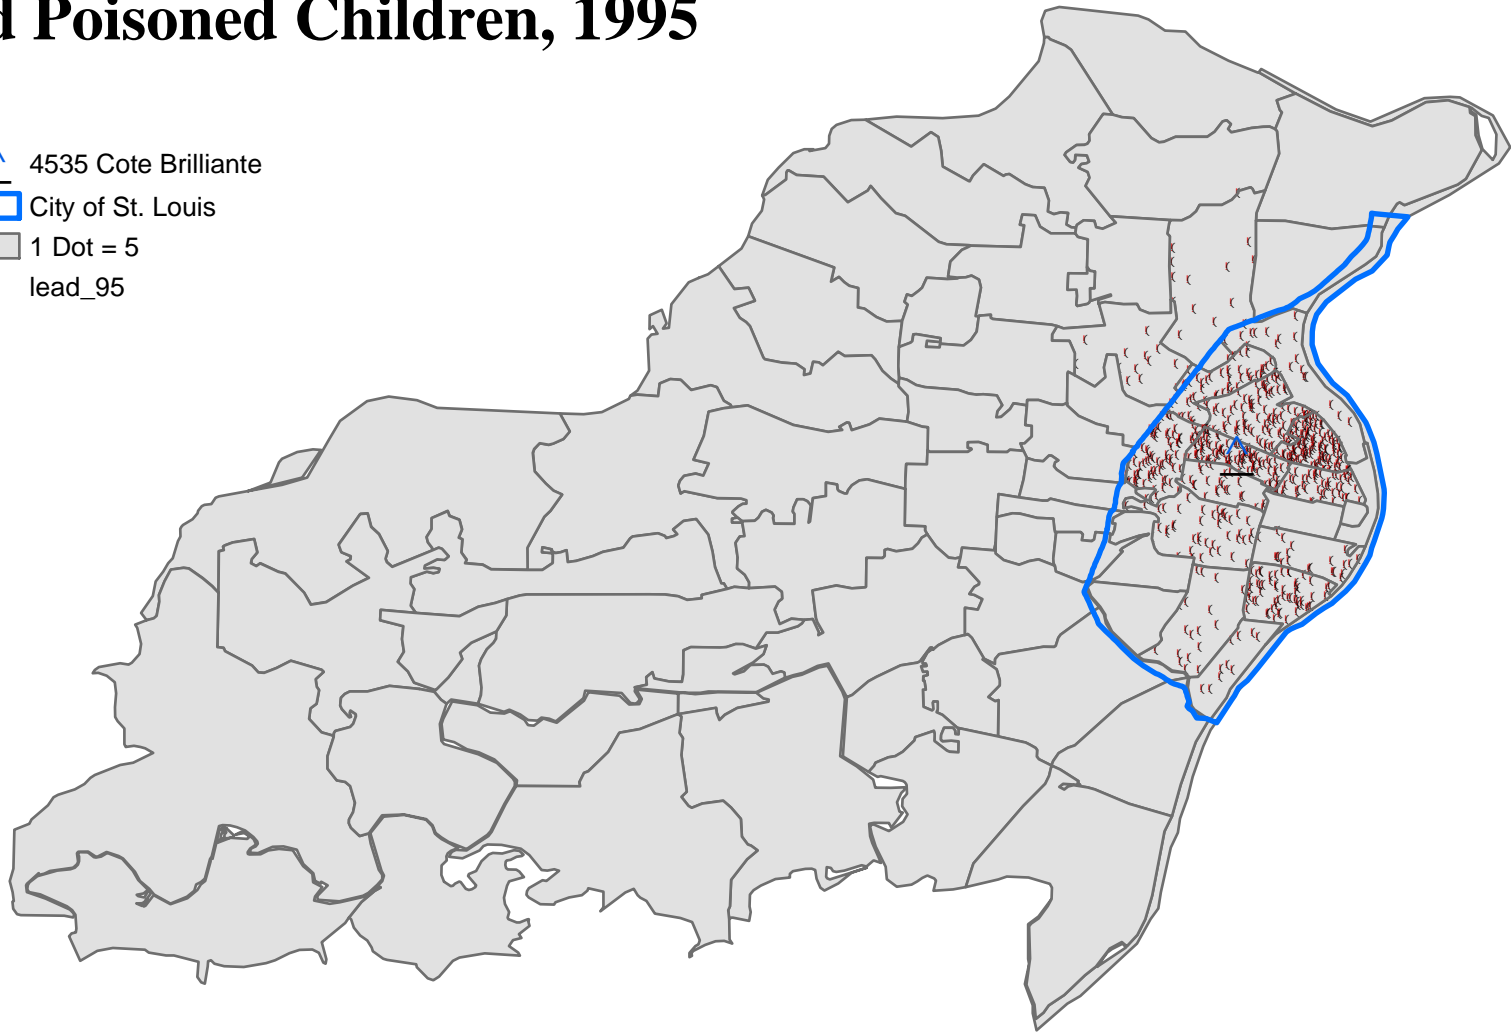 d Poisoned Children, 1995
4535 Cote Brilliante
City of St. Louis
1 Dot = 5
lead_95